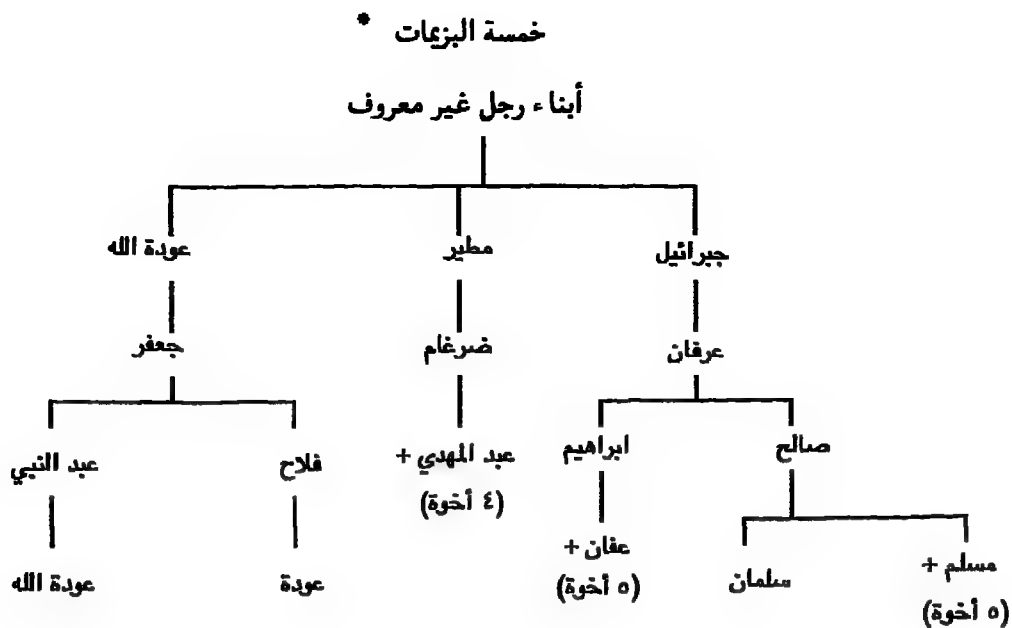 خمسة البزيمات *
أبناء رجل غير معروف
جبرائيل
مطير
عودة الله
عرفان
ضرغام
جعفر
صالح
ابراهيم
عبد المهدي +
(٤ أخوة)
فلاح
عبد النبي
مسلم +
(٥ أخوة)
سلمان
عفان +
(٥ أخوة)
عودة
عودة الله